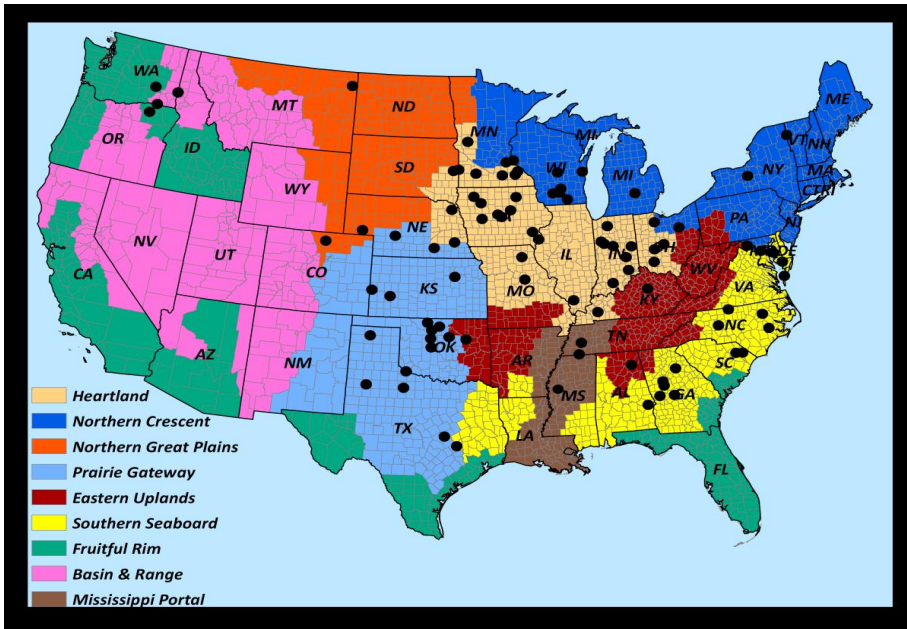 WA
MT
ND
MN
ME
OR
ID
SD
WI
MI
MI
VT
NH
NY
MA
CTRI
WY
NE
PA
NJ
NV
UT
CO
IL
IN
OH
DE
CA
KS
MO
WV
VA
KY
AZ
NM
OK
AR
TN
NC
SC
MS
AL
GA
TX
LA
FL
Heartland
Northern Crescent
Northern Great Plains
Prairie Gateway
Eastern Uplands
Southern Seaboard
Fruitful Rim
Basin & Range
Mississippi Portal